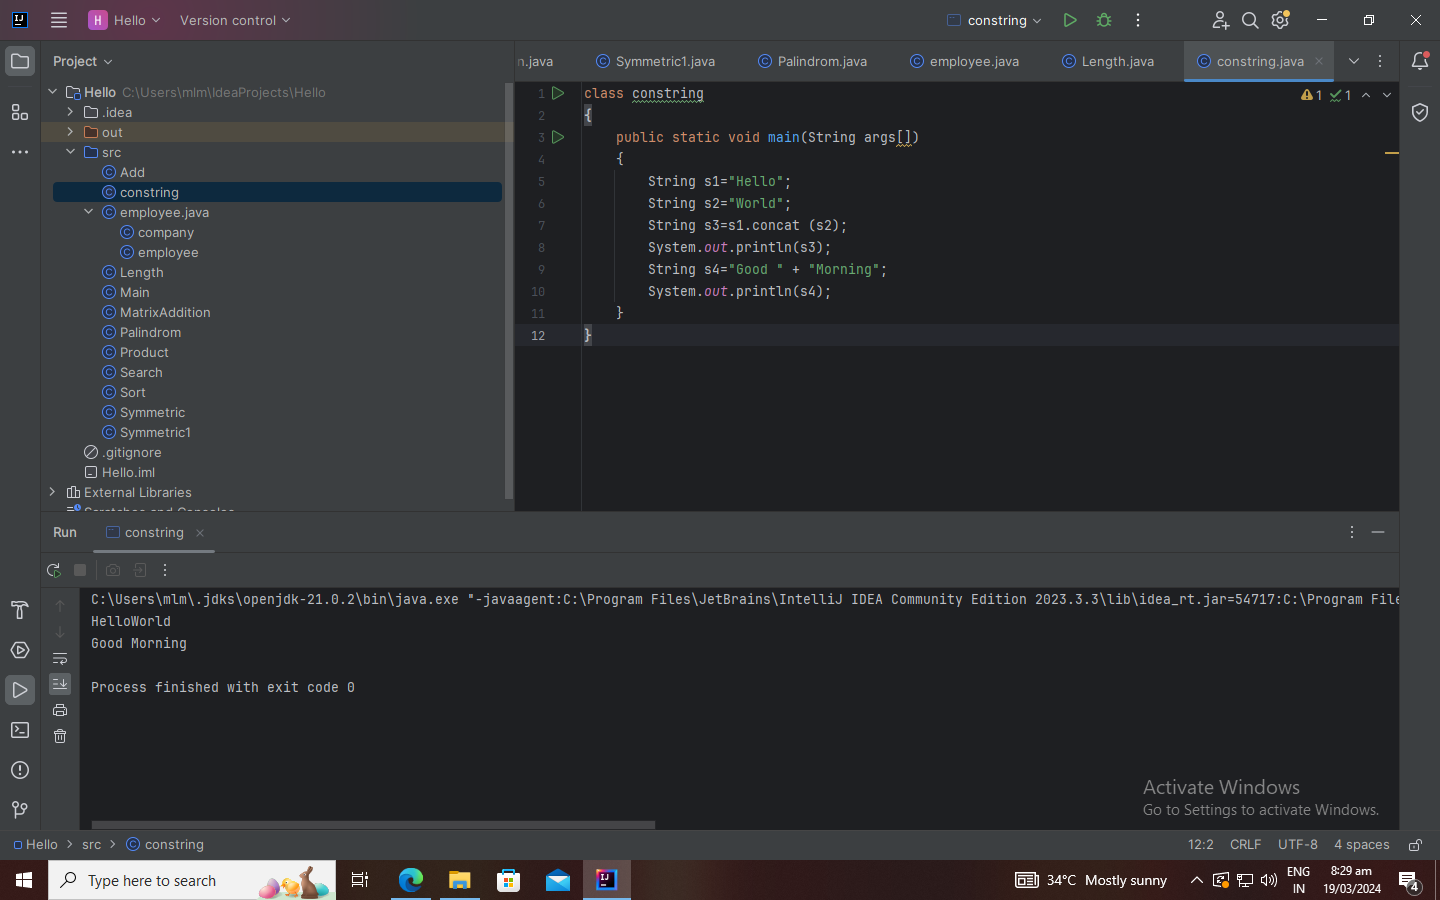 H Hello Version control constring
Project
n.java Symmetric1.java Palindrom.java employee.java Length.java constring.java
Hello C:\Users\mlm\IdeaProjects\Hello
.idea
out
src
Add
constring
employee.java
company
employee
Length
Main
MatrixAddition
Palindrom
Product
Search
Sort
Symmetric
Symmetric1
.gitignore
Hello.iml
External Libraries
Scratches and Consoles
1 class constring
2 {
3 public static void main(String args[])
4 {
5 String s1="Hello";
6 String s2="World";
7 String s3=s1.concat (s2);
8 System.out.println(s3);
9 String s4="Good " + "Morning";
10 System.out.println(s4);
11 }
12 }
1 1
Run constring
C:\Users\mlm\.jdks\openjdk-21.0.2\bin\java.exe "-javaagent:C:\Program Files\JetBrains\IntelliJ IDEA Community Edition 2023.3.3\lib\idea_rt.jar=54717:C:\Program File
HelloWorld
Good Morning
Process finished with exit code 0
Activate Windows
Go to Settings to activate Windows.
Hello src constring
12:2 CRLF UTF-8 4 spaces
Type here to search
34°C Mostly sunny
ENG
IN
8:29 am
19/03/2024
4